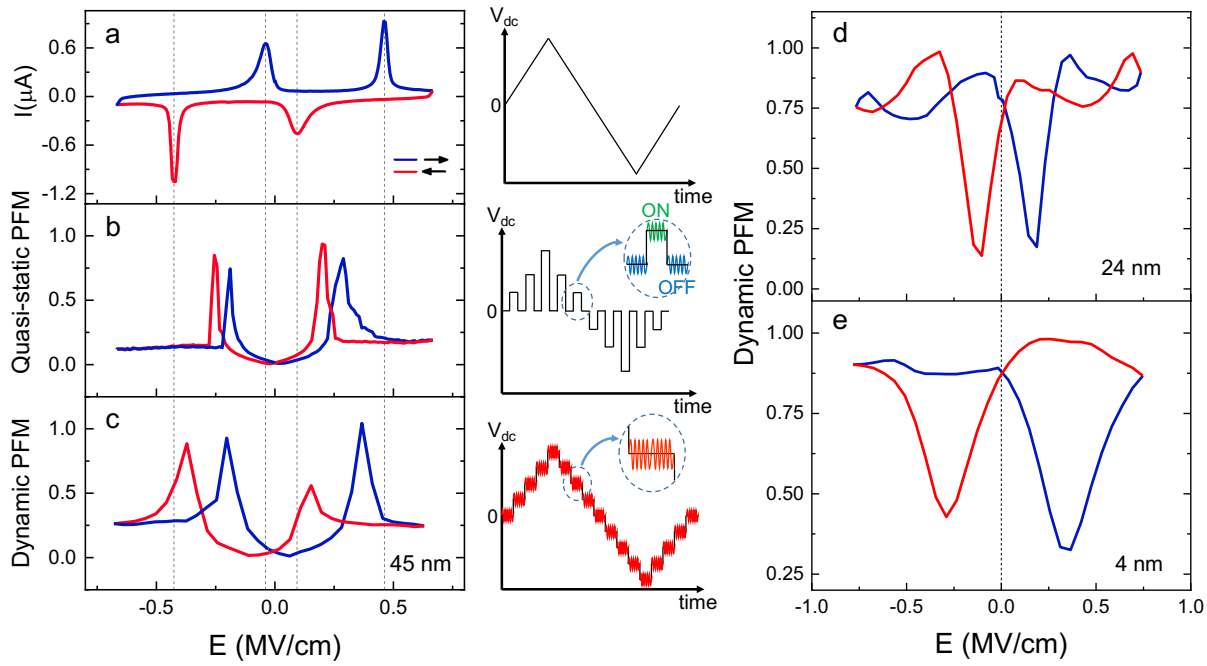 a
I(μA)
0.6
0.0
-0.6
-1.2
V_dc
0
time
b
Quasi-static PFM
1.0
0.5
0.0
V_dc
ON
OFF
0
time
c
Dynamic PFM
1.0
0.5
0.0
45 nm
-0.5
0.0
0.5
E (MV/cm)
V_dc
0
time
d
Dynamic PFM
1.00
0.75
0.50
0.25
0.00
24 nm
e
1.00
0.75
0.50
0.25
4 nm
-1.0
-0.5
0.0
0.5
1.0
E (MV/cm)